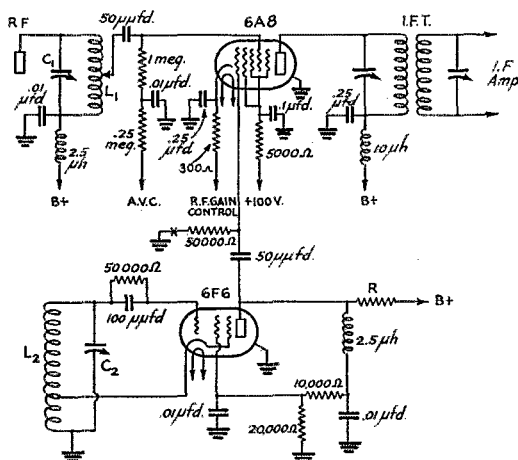 RF
50µµfd.
6A8
I.F.T.
C1
L1
1 meg.
.01µfd
.01
µfd
.1µfd
.25
µfd
I.F
Amp
2.5
µh
.25
meg.
.25
µfd
300Ω
5000Ω
10µh
B+
A.V.C.
R.F.GAIN
CONTROL
+100V.
B+
50000Ω
50µµfd.
50000Ω
100µµfd
6F6
R
B+
L2
C2
2.5µh
10,000Ω
.01µfd.
20,000Ω
.01µfd.